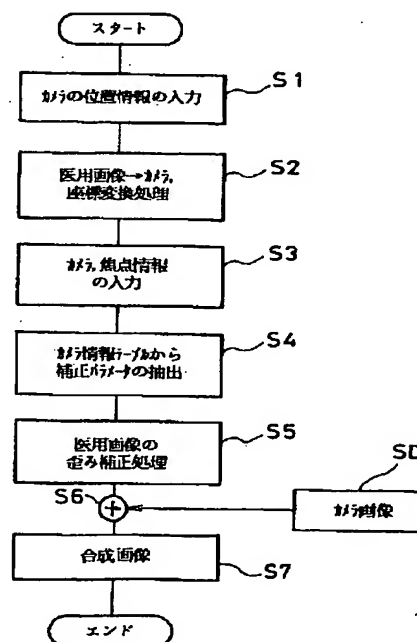 スタート
S1
カメラの位置情報の入力
S2
医用画像→カメラ,
座標変換処理
S3
カメラ,焦点情報
の入力
S4
カメラ情報テーブルから
補正パラメータの抽出
S5
医用画像の
歪み補正処理
SD
S6
+
カメラ画像
合成画像
S7
エンド